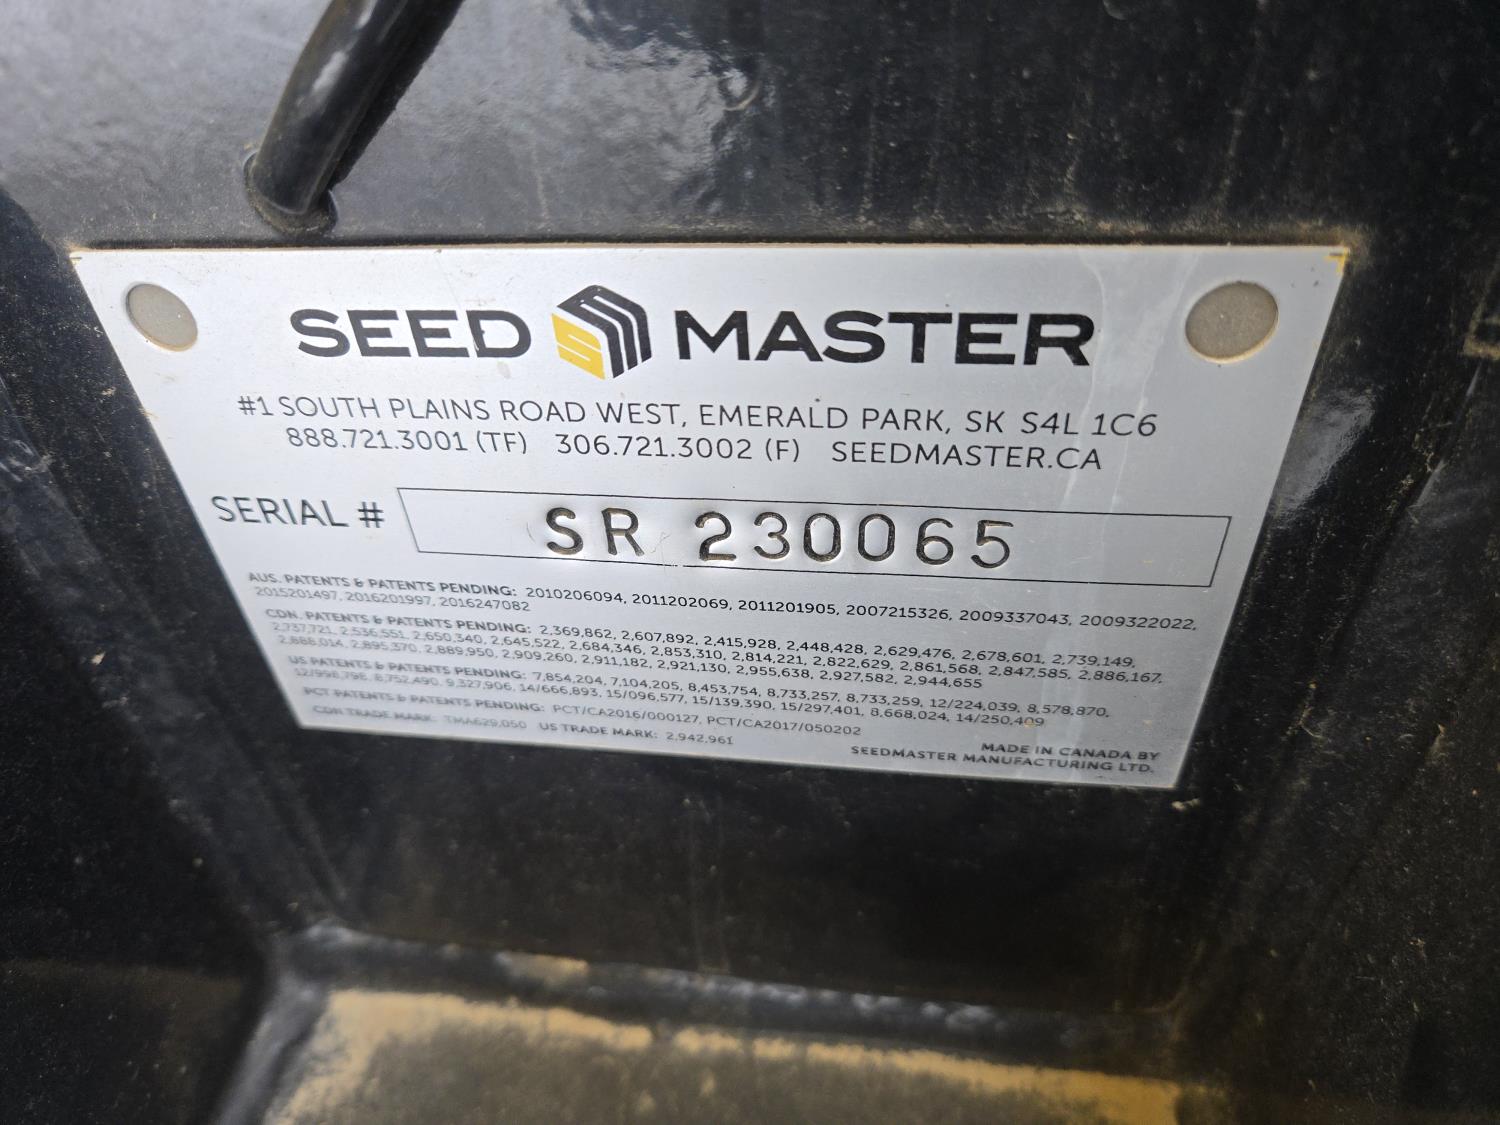 SEED MASTER
#1 SOUTH PLAINS ROAD WEST, EMERALD PARK, SK S4L 1C6
888.721.3001 (TF) 306.721.3002 (F) SEEDMASTER.CA
SERIAL # SR 230065
AUS. PATENTS & PATENTS PENDING: 2010206094, 2011202069, 2011201905, 2007215326, 2009337043, 2009322022,
2015201497, 2016201997, 2016247082
CDN. PATENTS & PATENTS PENDING: 2,369,862, 2,607,892, 2,415,928, 2,448,428, 2,629,476, 2,678,601, 2,739,149,
2,737,721, 2,536,551, 2,650,340, 2,645,522, 2,684,346, 2,853,310, 2,814,221, 2,822,629, 2,861,568, 2,847,585, 2,886,167,
2,888,014, 2,895,370, 2,889,950, 2,909,260, 2,911,182, 2,921,130, 2,955,638, 2,927,582, 2,944,655
US PATENTS & PATENTS PENDING: 7,854,204, 7,104,205, 8,453,754, 8,733,257, 8,733,259, 12/224,039, 8,578,870,
12/998,798, 8,752,490, 9,327,906, 14/666,893, 15/096,577, 15/139,390, 15/297,401, 8,668,024, 14/250,409
PCT PATENTS & PATENTS PENDING: PCT/CA2016/000127, PCT/CA2017/050202
CDN TRADE MARK: TMA629,050 US TRADE MARK: 2,942,961
MADE IN CANADA BY
SEEDMASTER MANUFACTURING LTD.